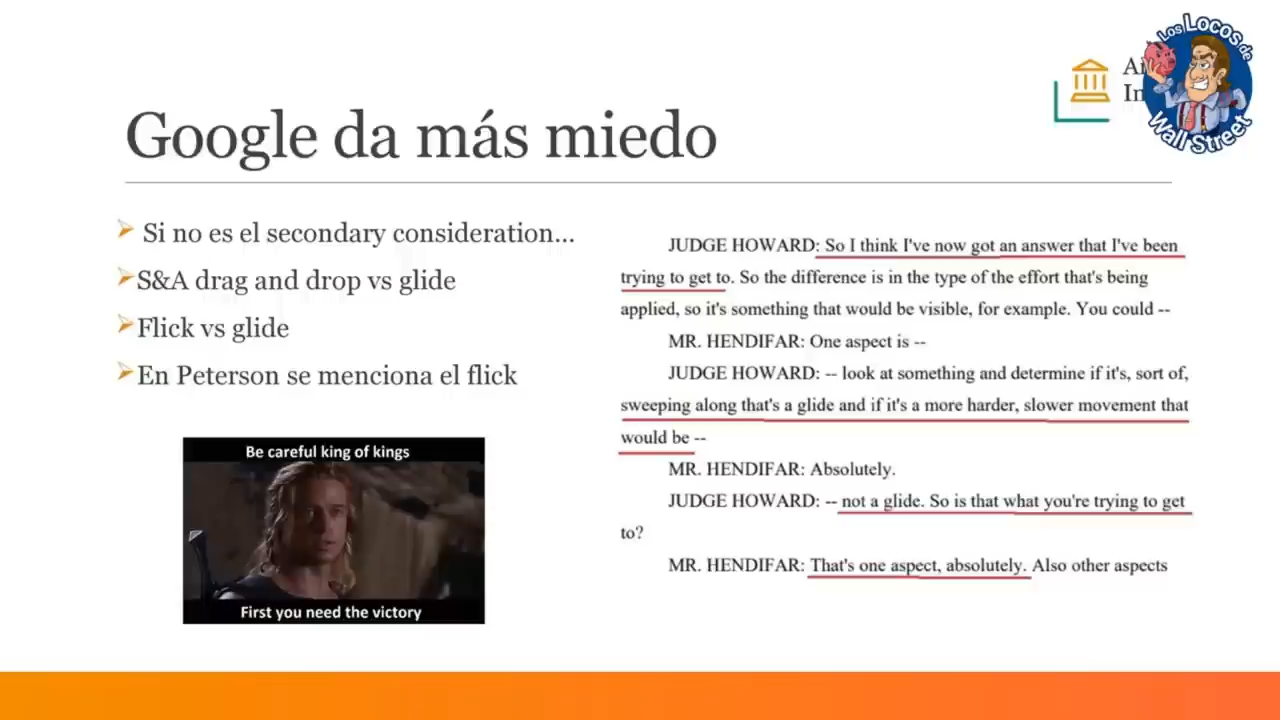 Los Locos de
Wall Street
Google da más miedo
Si no es el secondary consideration...
S&A drag and drop vs glide
Flick vs glide
En Peterson se menciona el flick
Be careful king of kings
First you need the victory
JUDGE HOWARD: So I think I've now got an answer that I've been
trying to get to. So the difference is in the type of the effort that's being
applied, so it's something that would be visible, for example. You could --
MR. HENDIFAR: One aspect is --
JUDGE HOWARD: -- look at something and determine if it's, sort of,
sweeping along that's a glide and if it's a more harder, slower movement that
would be --
MR. HENDIFAR: Absolutely.
JUDGE HOWARD: -- not a glide. So is that what you're trying to get
to?
MR. HENDIFAR: That's one aspect, absolutely. Also other aspects